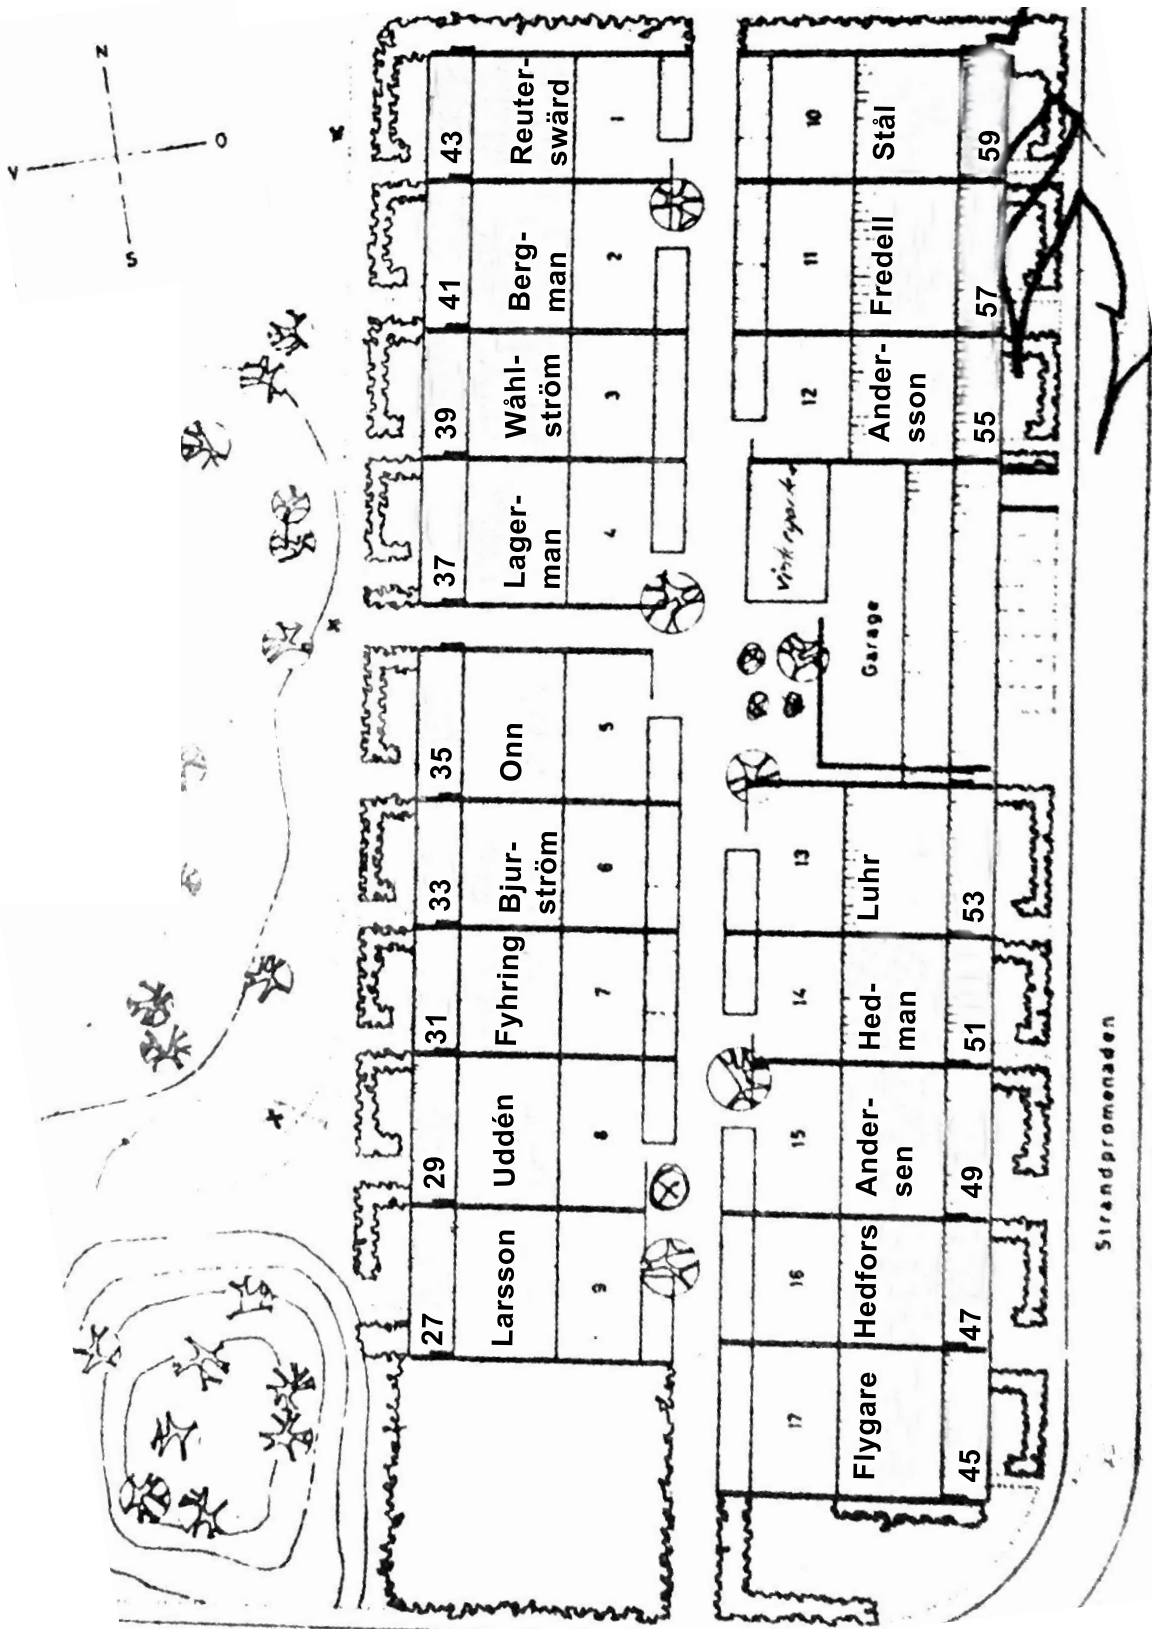 N
V
O
S
43
Reuter-
swärd
1
41
Berg-
man
2
39
Wåhl-
ström
3
37
Lager-
man
4
35
Onn
5
33
Bjur-
ström
6
31
Fyhring
7
29
Uddén
8
27
Larsson
9
10
Stål
59
11
Fredell
57
12
Ander-
sson
55
Garage
13
Luhr
53
14
Hed-
man
51
15
Ander-
sen
49
16
Hedfors
47
17
Flygare
45
Strandpromenaden